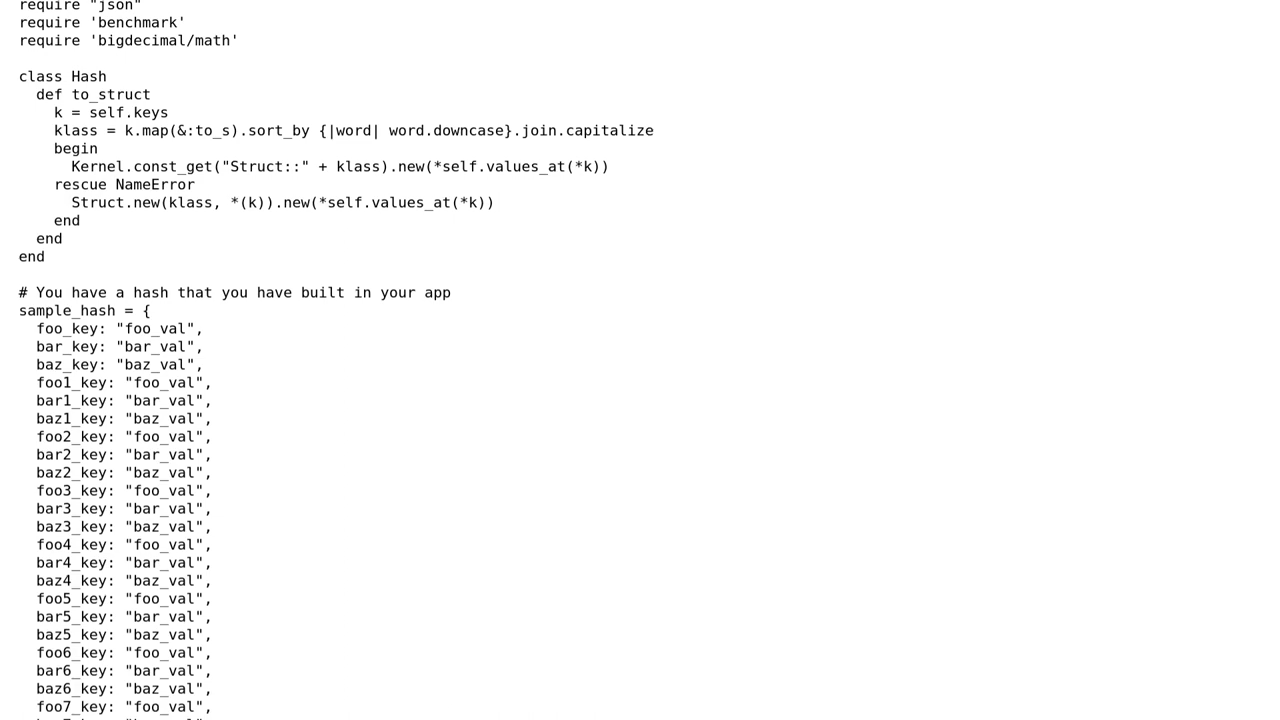 require "json"
require 'benchmark'
require 'bigdecimal/math'

class Hash
  def to_struct
    k = self.keys
    klass = k.map(&:to_s).sort_by {|word| word.downcase}.join.capitalize
    begin
      Kernel.const_get("Struct::" + klass).new(*self.values_at(*k))
    rescue NameError
      Struct.new(klass, *(k)).new(*self.values_at(*k))
    end
  end
end

# You have a hash that you have built in your app
sample_hash = {
  foo_key: "foo_val",
  bar_key: "bar_val",
  baz_key: "baz_val",
  foo1_key: "foo_val",
  bar1_key: "bar_val",
  baz1_key: "baz_val",
  foo2_key: "foo_val",
  bar2_key: "bar_val",
  baz2_key: "baz_val",
  foo3_key: "foo_val",
  bar3_key: "bar_val",
  baz3_key: "baz_val",
  foo4_key: "foo_val",
  bar4_key: "bar_val",
  baz4_key: "baz_val",
  foo5_key: "foo_val",
  bar5_key: "bar_val",
  baz5_key: "baz_val",
  foo6_key: "foo_val",
  bar6_key: "bar_val",
  baz6_key: "baz_val",
  foo7_key: "foo_val",